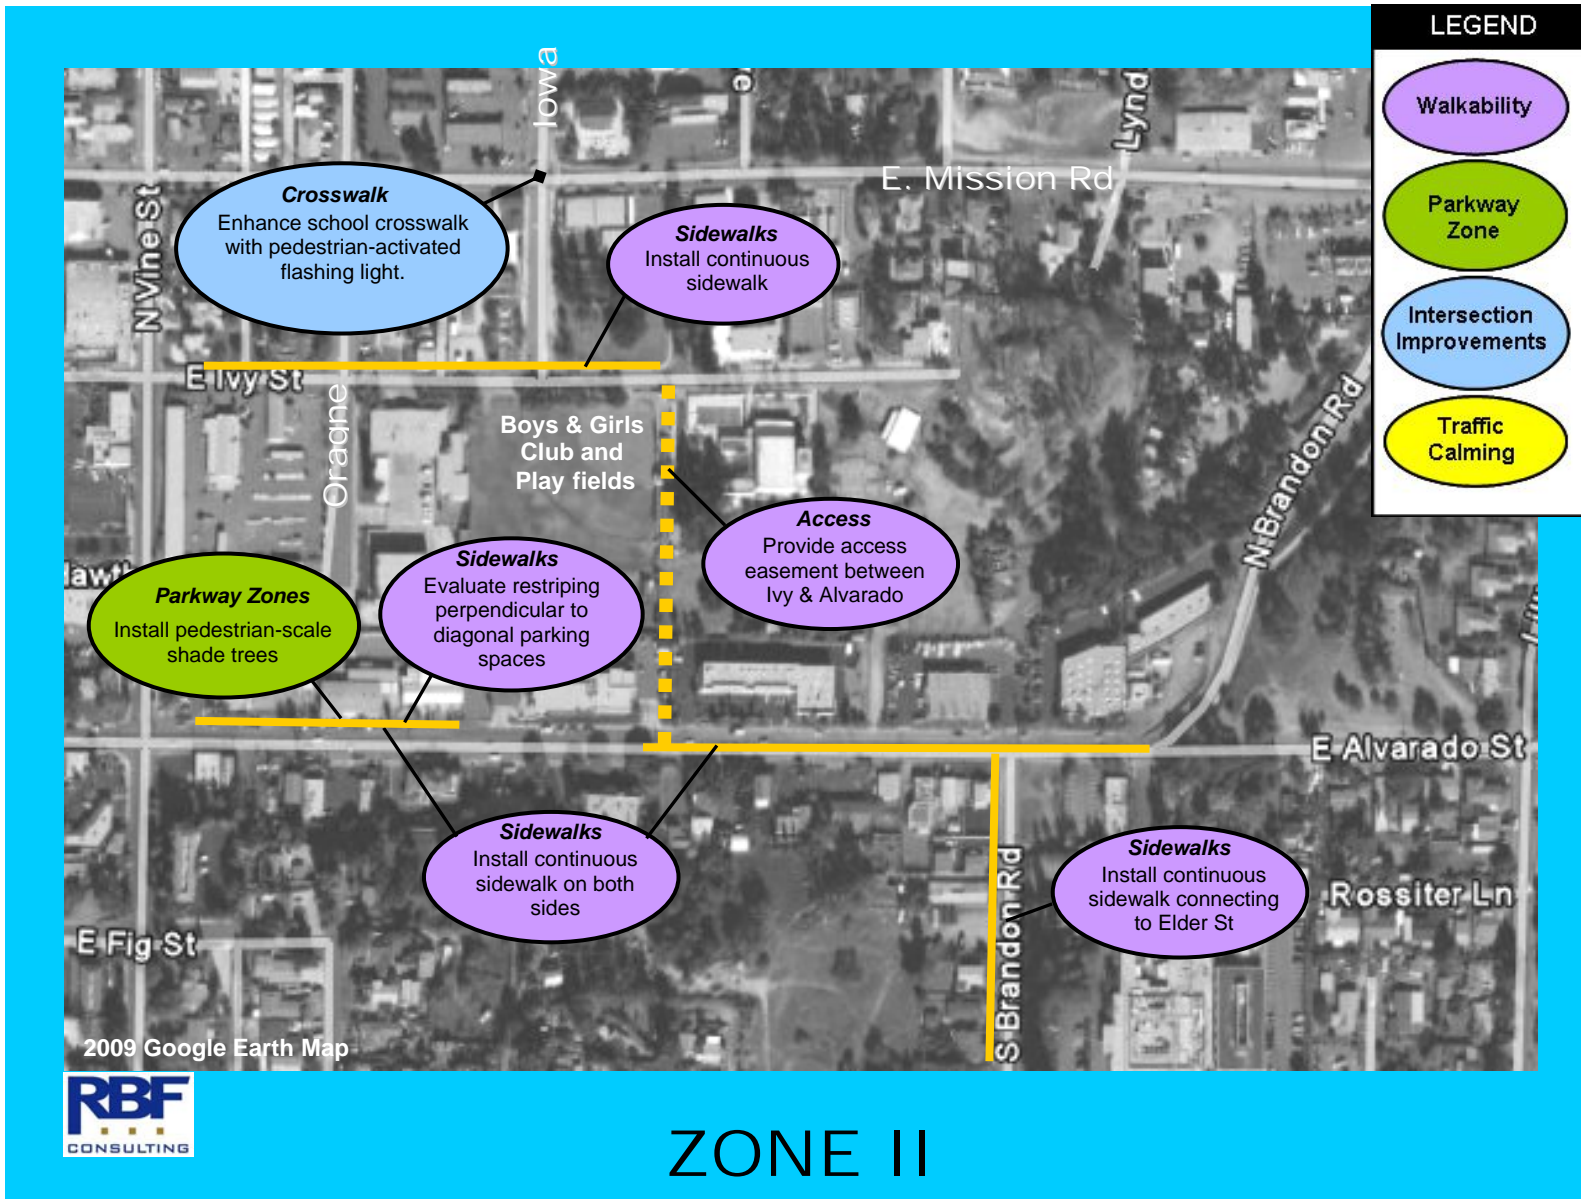 LEGEND
Walkability
Parkway
Zone
Intersection
Improvements
Traffic
Calming
Iowa
Lynd
E. Mission Rd
N Vine St
Crosswalk
Enhance school crosswalk
with pedestrian-activated
flashing light.
Sidewalks
Install continuous
sidewalk
E Ivy St
Oraqne
Boys & Girls
Club and
Play fields
N Brandon Rd
Access
Provide access
easement between
Ivy & Alvarado
Sidewalks
Evaluate restriping
perpendicular to
diagonal parking
spaces
Parkway Zones
Install pedestrian-scale
shade trees
E Alvarado St
Sidewalks
Install continuous
sidewalk on both
sides
Sidewalks
Install continuous
sidewalk connecting
to Elder St
Rossiter Ln
S Brandon Rd
E Fig St
2009 Google Earth Map
RBF
CONSULTING
ZONE II